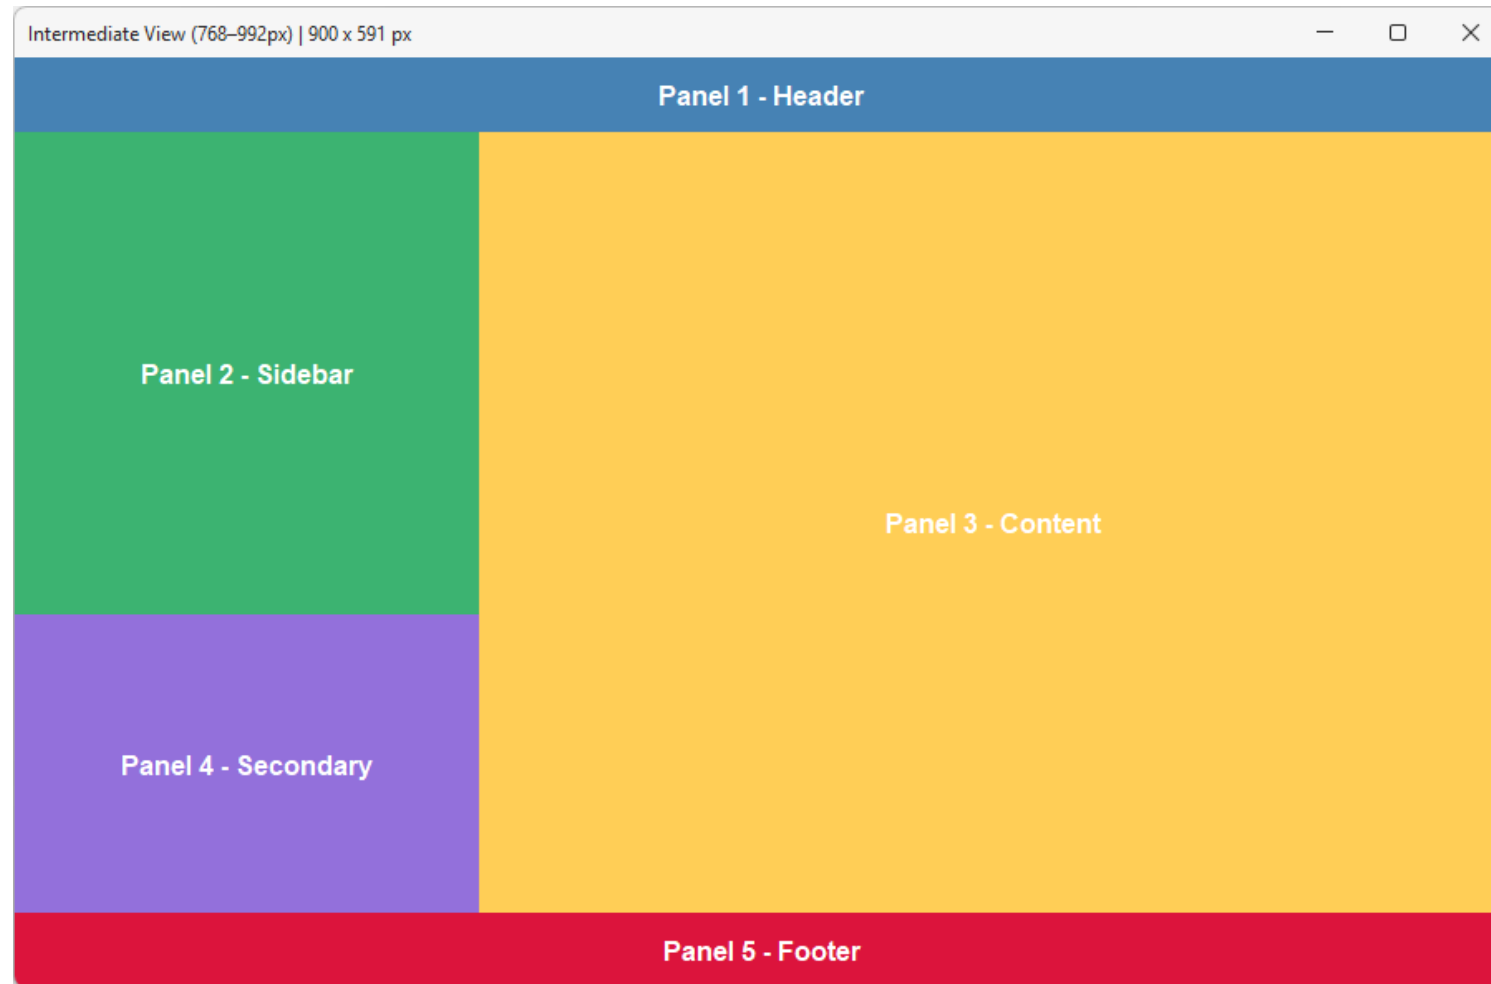 Intermediate View (768–992px) | 900 x 591 px
Panel 1 - Header
Panel 2 - Sidebar
Panel 3 - Content
Panel 4 - Secondary
Panel 5 - Footer